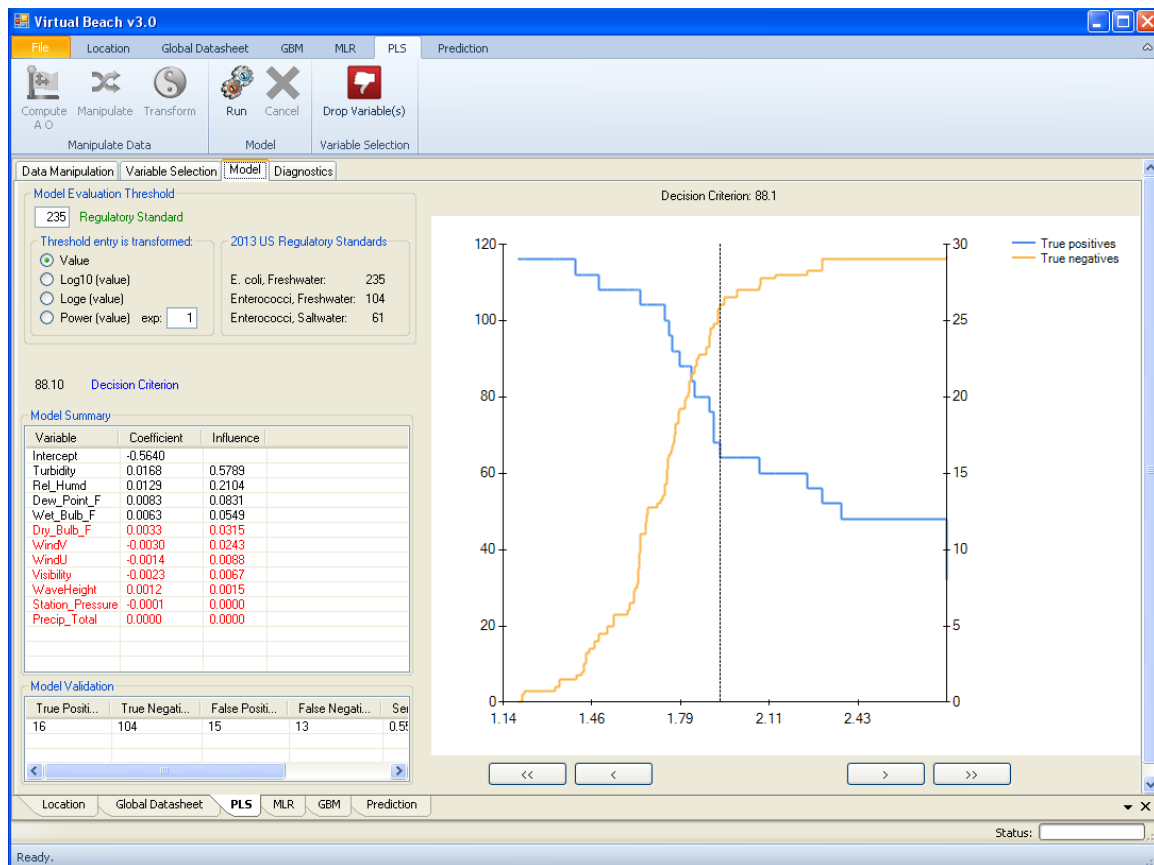 Virtual Beach v3.0
File Location Global Datasheet GBM MLR PLS Prediction
Compute A O Manipulate Transform Run Cancel Drop Variable(s)
Manipulate Data Model Variable Selection
Data Manipulation Variable Selection Model Diagnostics
Model Evaluation Threshold
235 Regulatory Standard
Threshold entry is transformed:
Value
Log10 (value)
Loge (value)
Power (value) exp: 1
2013 US Regulatory Standards
E. coli, Freshwater: 235
Enterococci, Freshwater: 104
Enterococci, Saltwater: 61
88.10 Decision Criterion
Model Summary
Variable Coefficient Influence
Intercept -0.5640
Turbidity 0.0168 0.5789
Rel_Humd 0.0129 0.2104
Dew_Point_F 0.0083 0.0831
Wet_Bulb_F 0.0063 0.0549
Dry_Bulb_F 0.0033 0.0315
WindV -0.0030 0.0243
WindU -0.0014 0.0088
Visibility -0.0023 0.0067
WaveHeight 0.0012 0.0015
Station_Pressure -0.0001 0.0000
Precip_Total 0.0000 0.0000
Model Validation
True Positi... True Negati... False Positi... False Negati... Se
16 104 15 13 0.5
Decision Criterion: 88.1
120
100
80
60
40
20
0
30
25
20
15
10
5
0
1.14 1.46 1.79 2.11 2.43
True positives
True negatives
<< < > >>
Location Global Datasheet PLS MLR GBM Prediction
Status:
Ready.